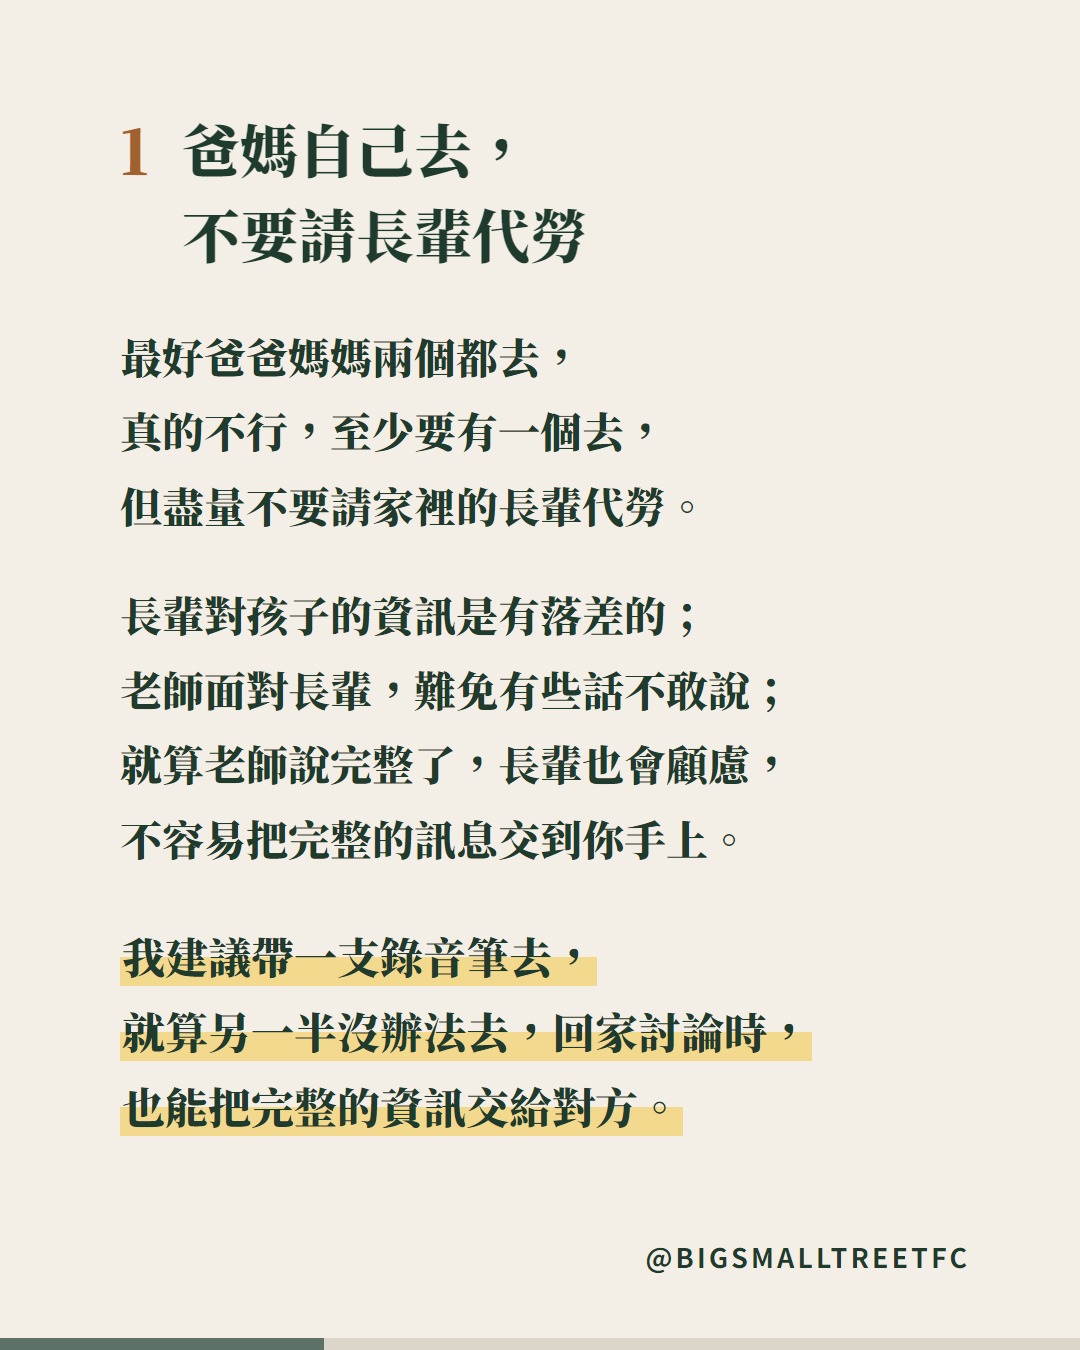 1 爸媽自己去，
不要請長輩代勞
最好爸爸媽媽兩個都去，
真的不行，至少要有一個去，
但盡量不要請家裡的長輩代勞。
長輩對孩子的資訊是有落差的；
老師面對長輩，難免有些話不敢說；
就算老師說完整了，長輩也會顧慮，
不容易把完整的訊息交到你手上。
我建議帶一支錄音筆去，
就算另一半沒辦法去，回家討論時，
也能把完整的資訊交給對方。
@BIGSMALLTREETFC